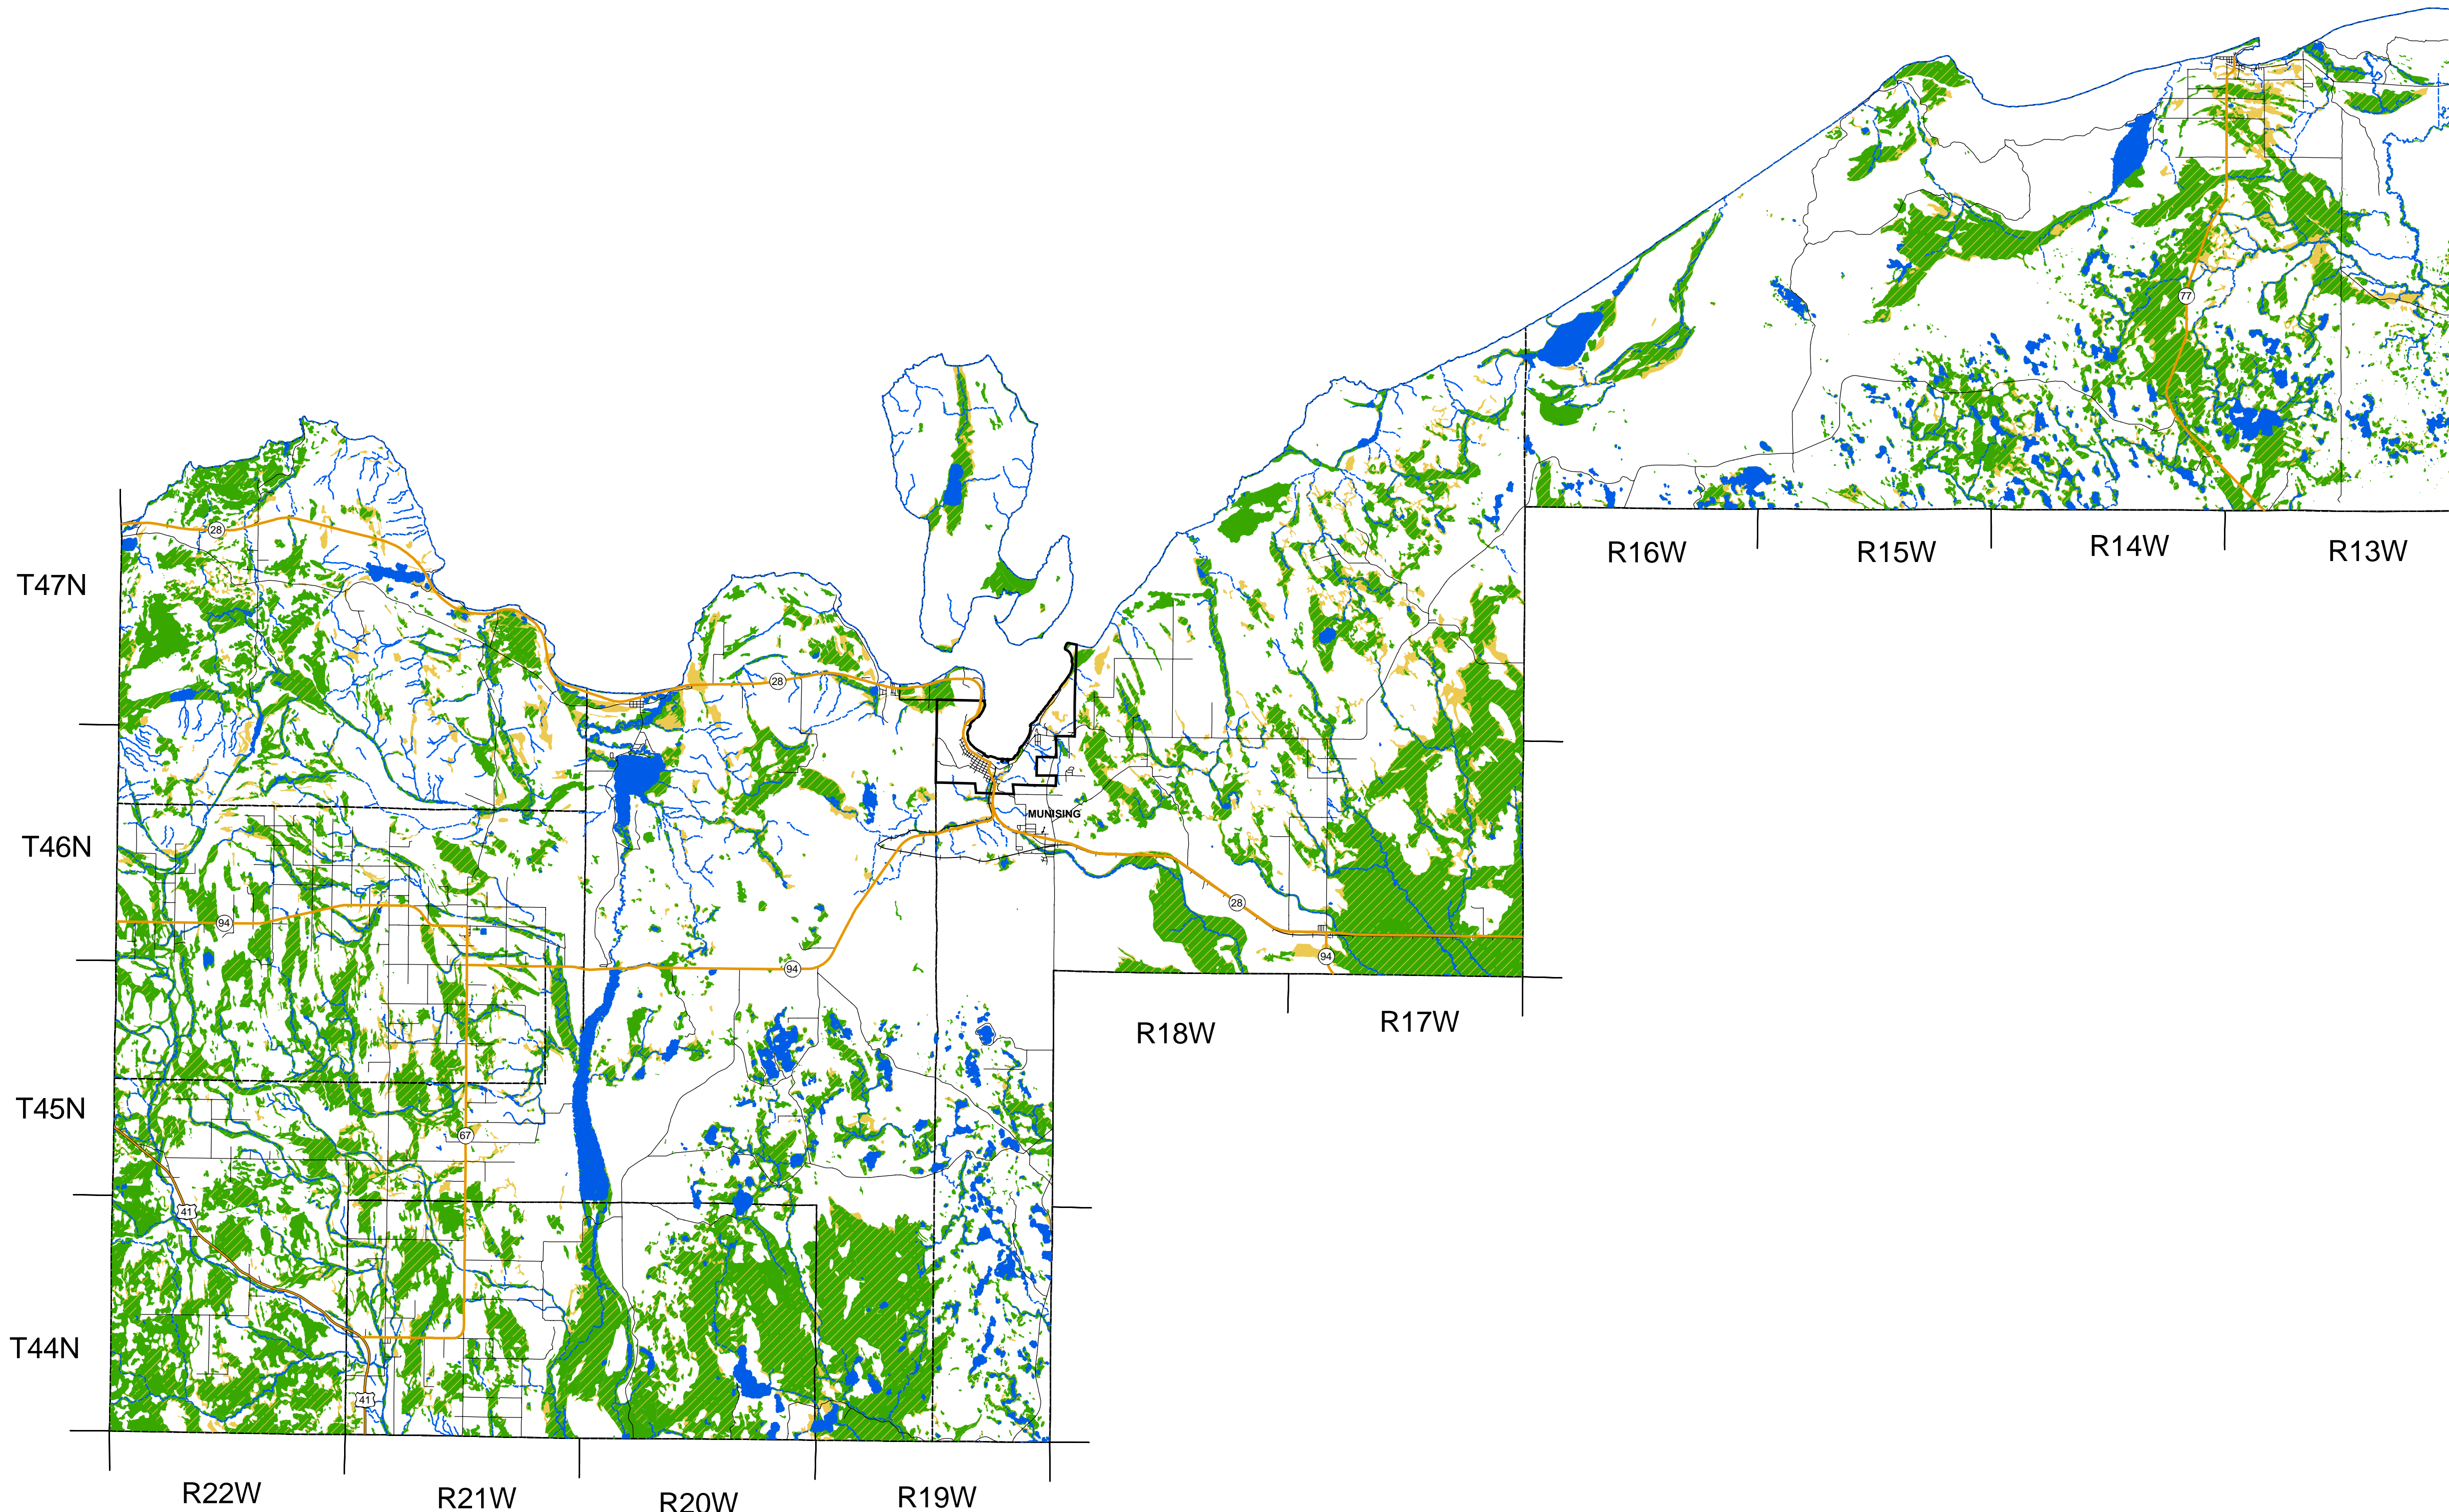 77
R16W
R15W
R14W
R13W
28
T47N
28
MUNISING
T46N
28
94
94
94
R18W
R17W
T45N
67
41
T44N
41
R22W
R21W
R20W
R19W